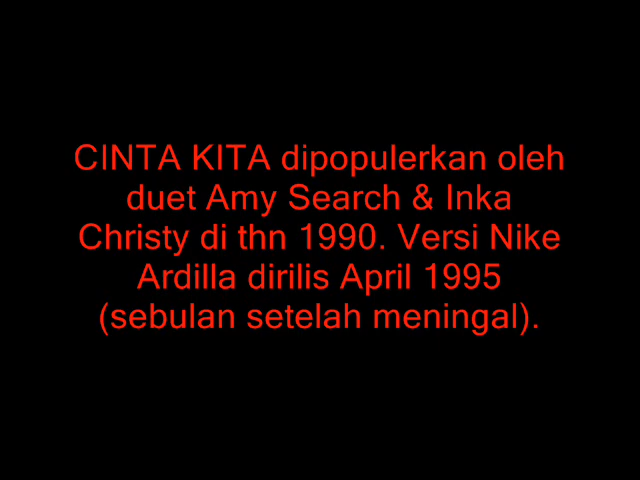 CINTA KITA dipopulerkan oleh
duet Amy Search & Inka
Christy di thn 1990. Versi Nike
Ardilla dirilis April 1995
(sebulan setelah meningal).